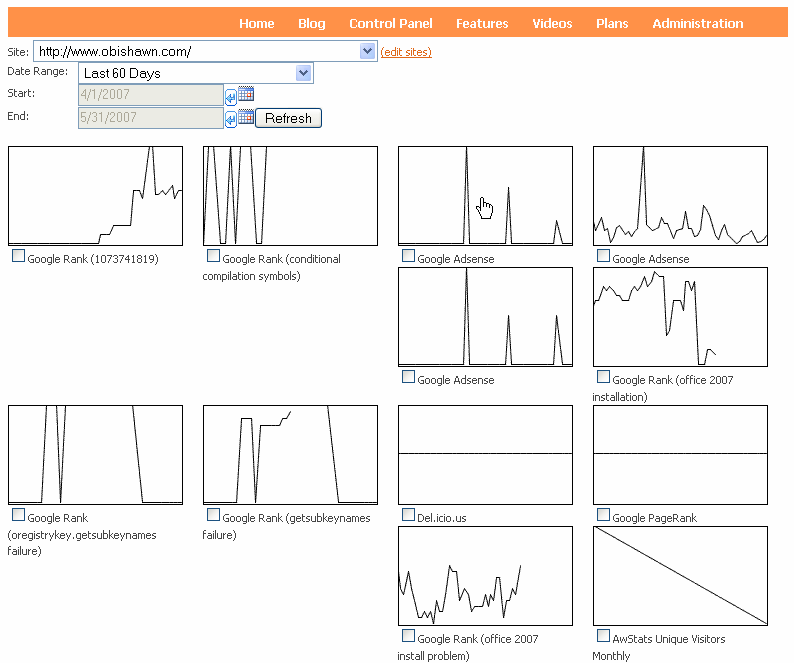 Home Blog Control Panel Features Videos Plans Administration
Site: http://www.obishawn.com/ (edit sites)
Date Range: Last 60 Days
Start: 4/1/2007
End: 5/31/2007 Refresh
Google Rank (1073741819)
Google Rank (conditional
compilation symbols)
Google Adsense
Google Adsense
Google Adsense
Google Rank (office 2007
installation)
Google Rank
(oregistrykey.getsubkeynames
failure)
Google Rank (getsubkeynames
failure)
Del.icio.us
Google PageRank
Google Rank (office 2007
install problem)
AwStats Unique Visitors
Monthly